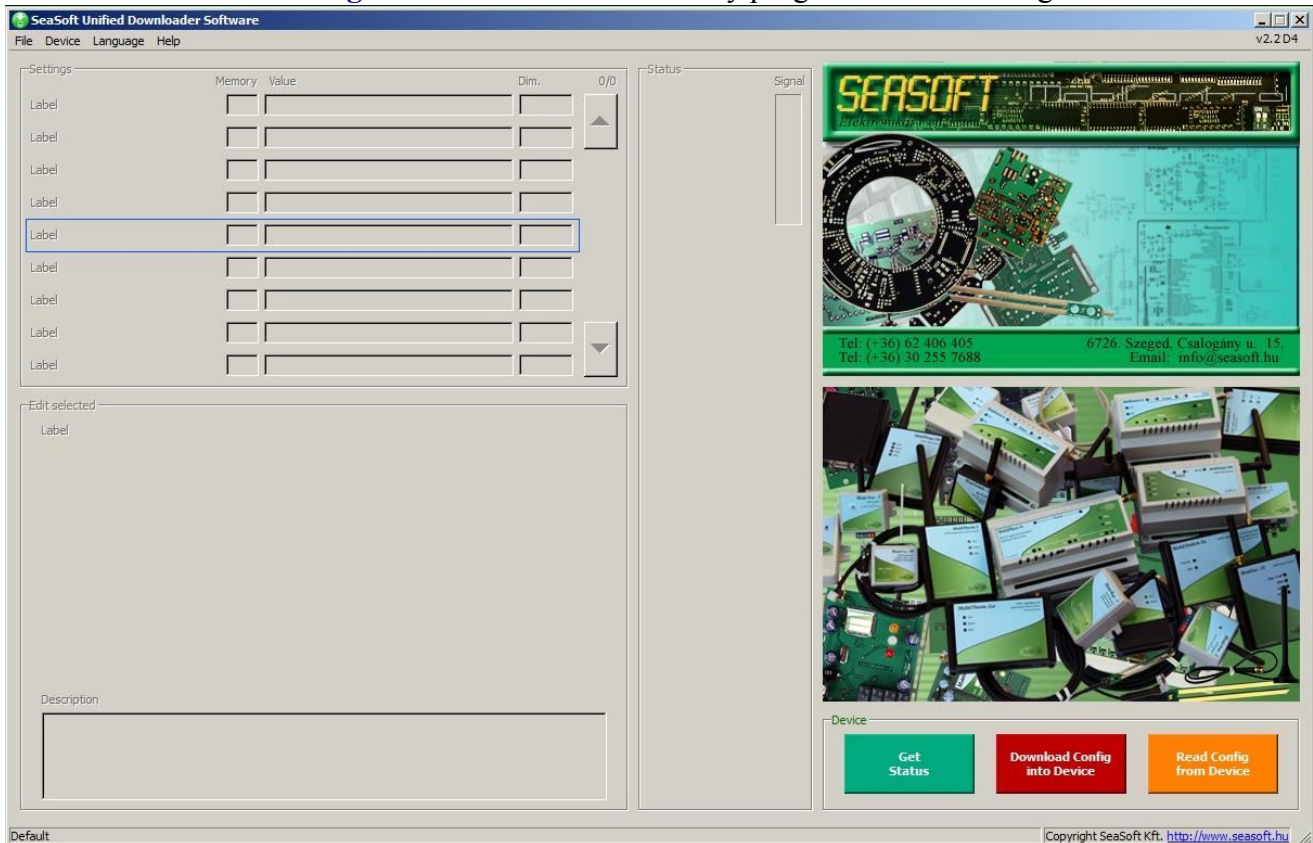 SeaSoft Unified Downloader Software
File Device Language Help
v2.2 D4
Settings
Memory Value Dim. 0/0
Label
Label
Label
Label
Label
Label
Label
Label
Label
Edit selected
Label
Description
Status
Signal
SEASOFT
Tel: (+36) 62 406 405
Tel: (+36) 30 255 7688
6726. Szeged, Csalogány u. 15.
Email: info@seasoft.hu
Device
Get
Status
Download Config
into Device
Read Config
from Device
Default
Copyright SeaSoft Kft. http://www.seasoft.hu